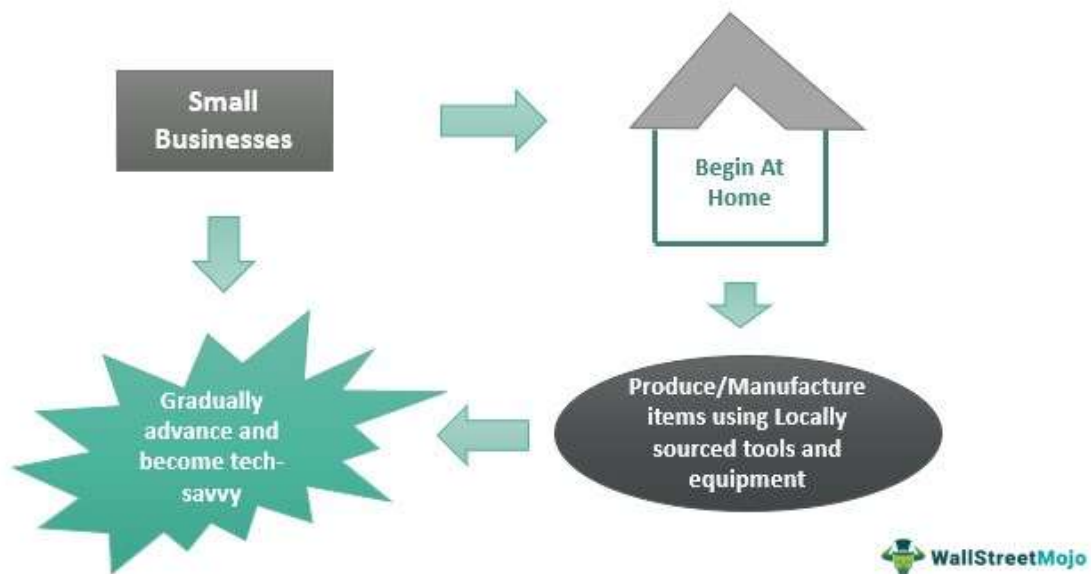 Small
Businesses
Begin At
Home
Produce/Manufacture
items using Locally
sourced tools and
equipment
Gradually
advance and
become tech-
savvy
WallStreetMojo